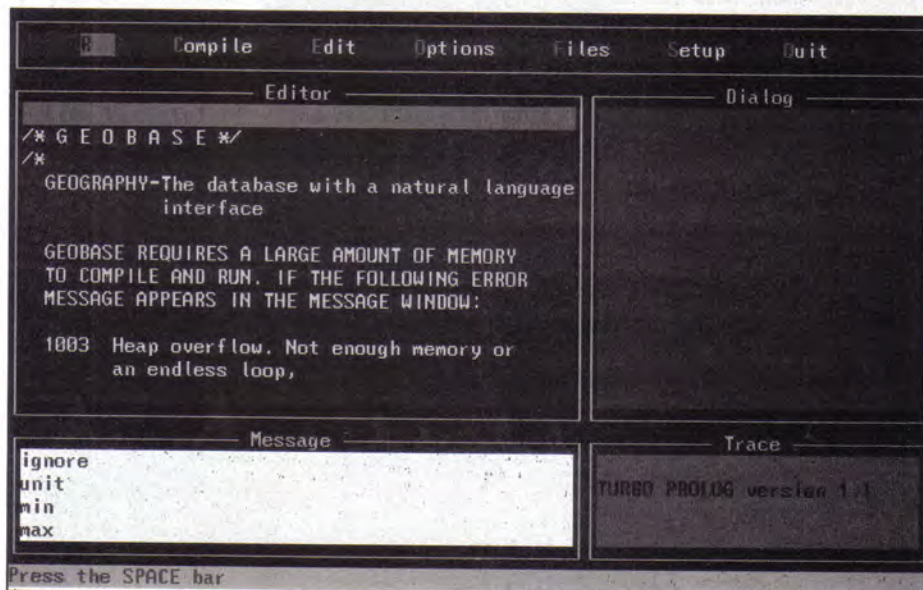 R Compile Edit Options Files Setup Quit
Editor
/* G E O B A S E */
/*
GEOGRAPHY-The database with a natural language
interface
GEOBASE REQUIRES A LARGE AMOUNT OF MEMORY
TO COMPILE AND RUN. IF THE FOLLOWING ERROR
MESSAGE APPEARS IN THE MESSAGE WINDOW:
1003 Heap overflow. Not enough memory or
an endless loop,
Dialog
Message
ignore
unit
min
max
Trace
TURBO PROLOG version 1.1
Press the SPACE bar